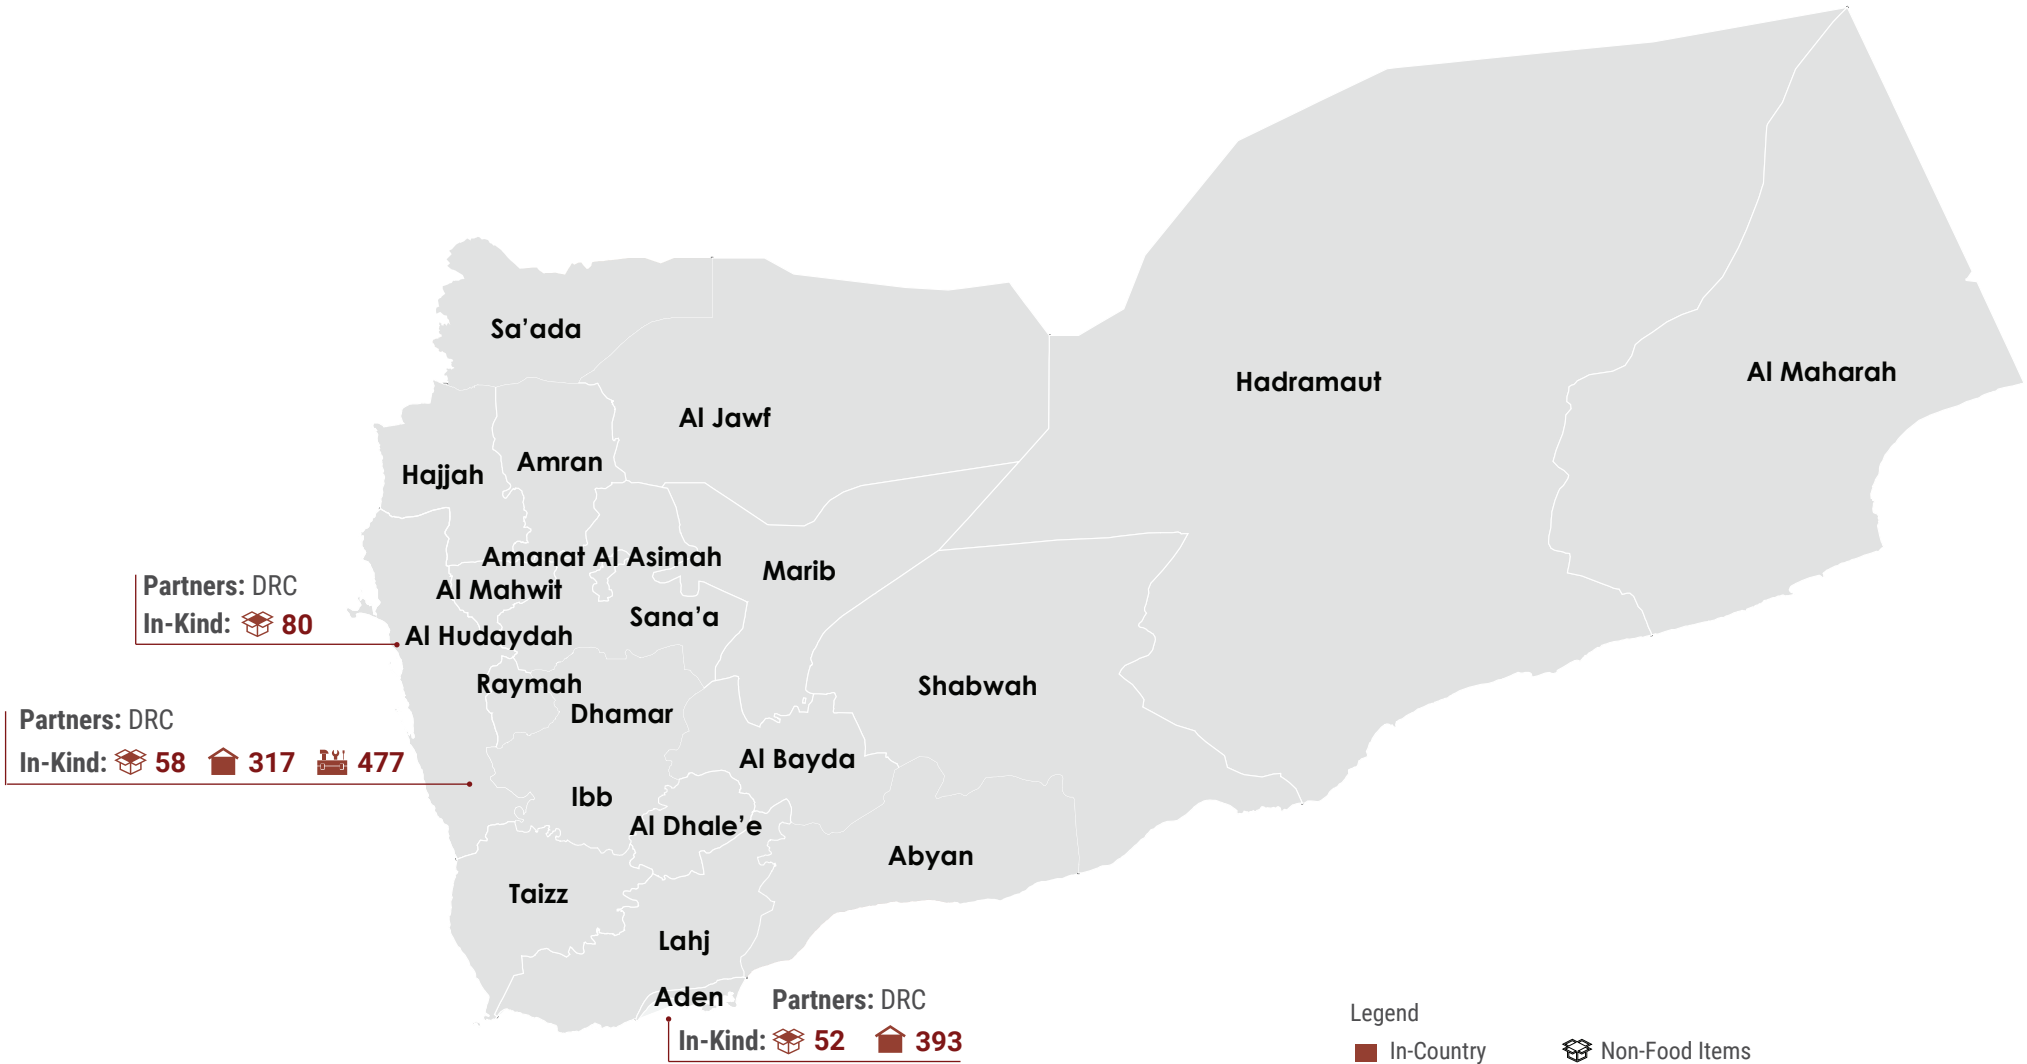 Sa’ada
Al Maharah
Hadramaut
Al Jawf
Amran
Hajjah
Amanat Al Asimah
Marib
Al Mahwit
Sana’a
Al Hudaydah
Partners: DRC
In-Kind: 80
Raymah
Shabwah
Dhamar
Partners: DRC
In-Kind: 58 317 477
Al Bayda
Ibb
Al Dhale’e
Abyan
Taizz
Lahj
Aden
Partners: DRC
In-Kind: 52 393
Legend
In-Country
Non-Food Items